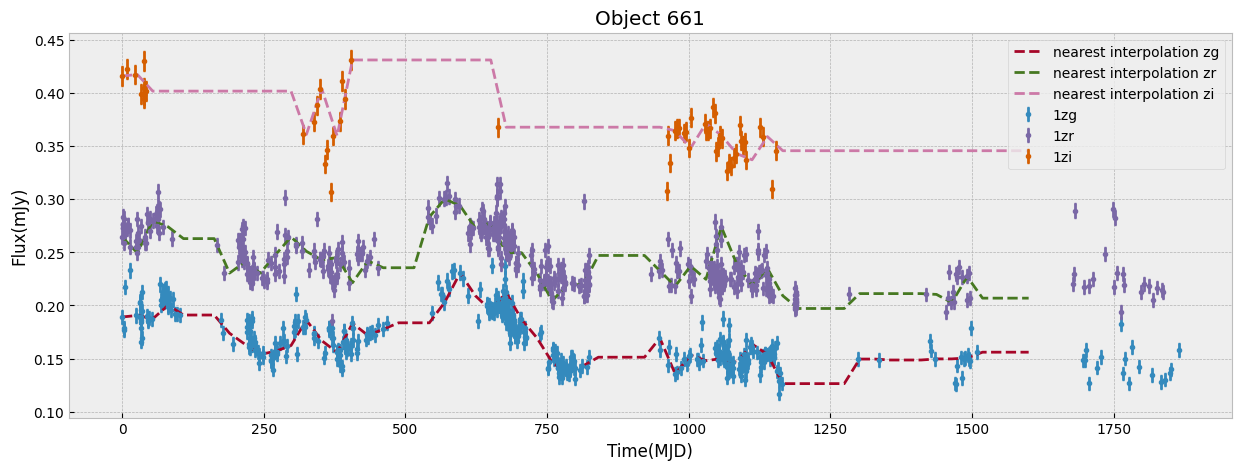 Object 661
Flux(mJy)
0.45
0.40
0.35
0.30
0.25
0.20
0.15
0.10
nearest interpolation zg
nearest interpolation zr
nearest interpolation zi
1zg
1zr
1zi
0
250
500
750
1000
1250
1500
1750
Time(MJD)